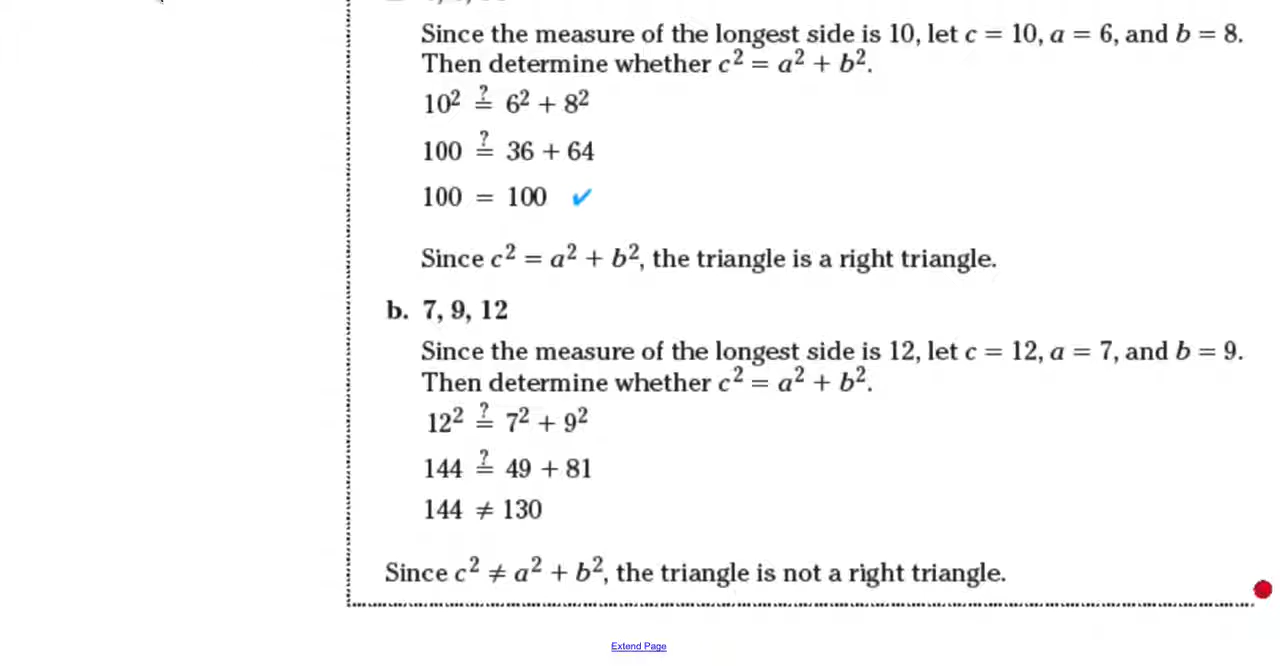 Since the measure of the longest side is 10, let c = 10, a = 6, and b = 8.
Then determine whether c² = a² + b².
10² ≟ 6² + 8²
100 ≟ 36 + 64
100 = 100 ✔
Since c² = a² + b², the triangle is a right triangle.
b. 7, 9, 12
Since the measure of the longest side is 12, let c = 12, a = 7, and b = 9.
Then determine whether c² = a² + b².
12² ≟ 7² + 9²
144 ≟ 49 + 81
144 ≠ 130
Since c² ≠ a² + b², the triangle is not a right triangle.
Extend Page